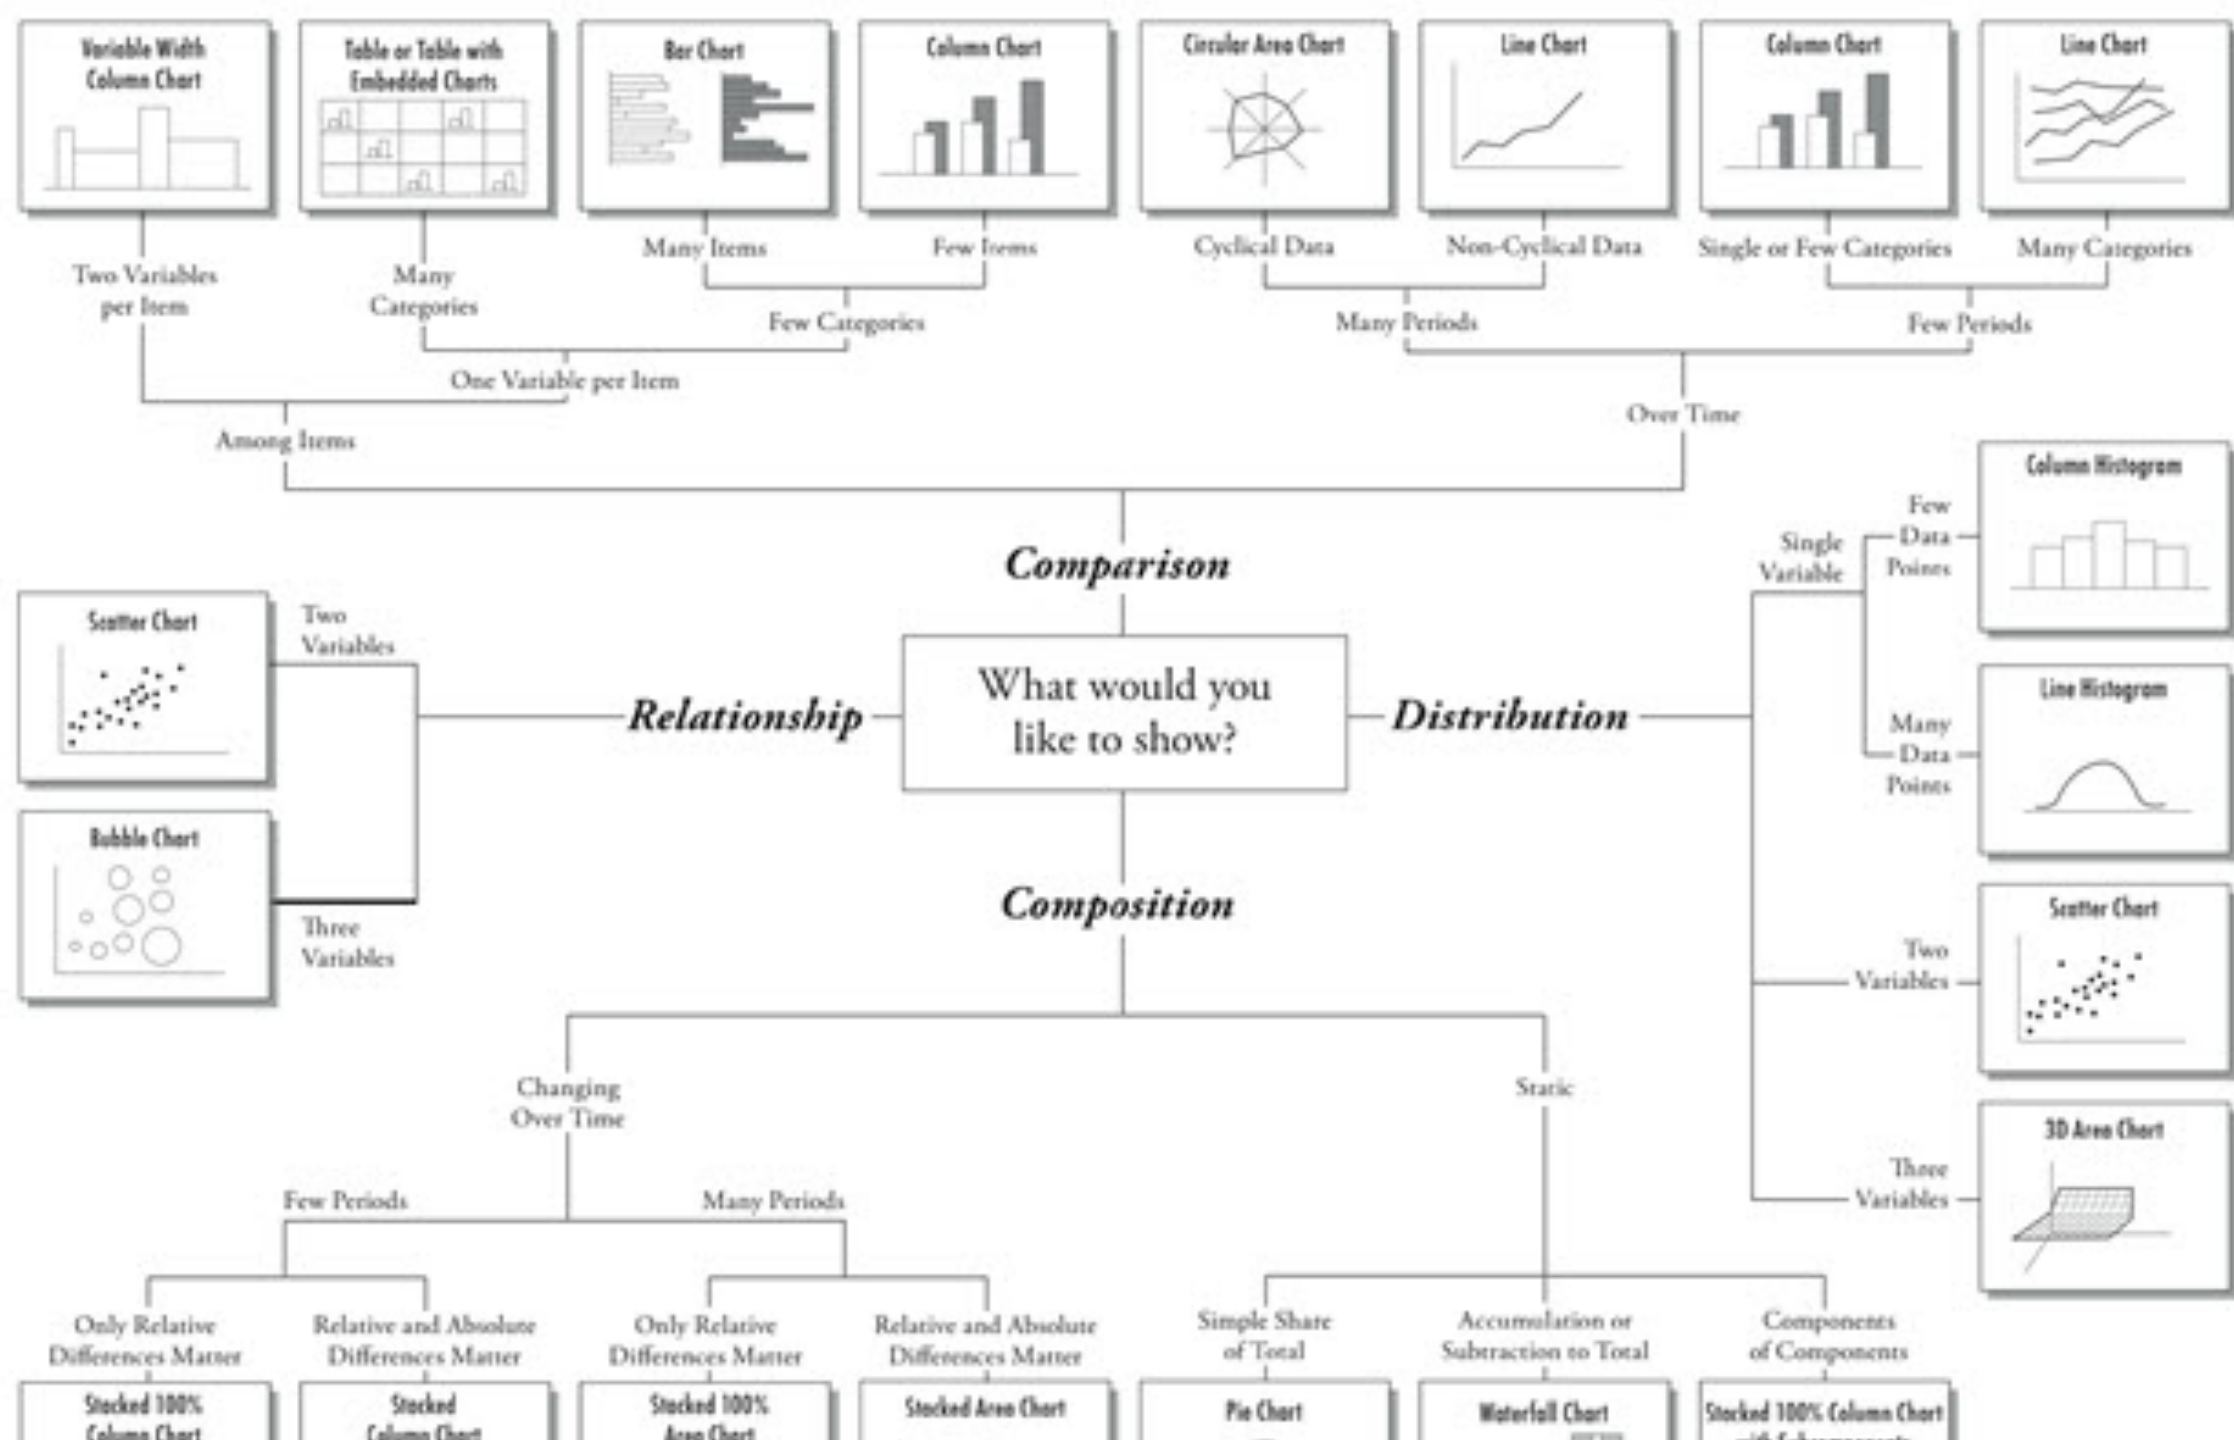 Variable Width
Column Chart
Table or Table with
Embedded Charts
Bar Chart
Column Chart
Circular Area Chart
Line Chart
Column Chart
Line Chart
Two Variables
per Item
Many
Categories
Many Items
Few Items
Cyclical Data
Non-Cyclical Data
Single or Few Categories
Many Categories
Few Categories
Many Periods
Few Periods
One Variable per Item
Among Items
Over Time
Comparison
What would you
like to show?
Relationship
Two
Variables
Scatter Chart
Three
Variables
Bubble Chart
Distribution
Single
Variable
Few
Data
Points
Column Histogram
Many
Data
Points
Line Histogram
Two
Variables
Scatter Chart
Three
Variables
3D Area Chart
Composition
Changing
Over Time
Static
Few Periods
Many Periods
Only Relative
Differences Matter
Relative and Absolute
Differences Matter
Only Relative
Differences Matter
Relative and Absolute
Differences Matter
Simple Share
of Total
Accumulation or
Subtraction to Total
Components
of Components
Stacked 100%
Column Chart
Stacked
Column Chart
Stacked 100%
Area Chart
Stacked Area Chart
Pie Chart
Waterfall Chart
Stacked 100% Column Chart
with Subcomponents